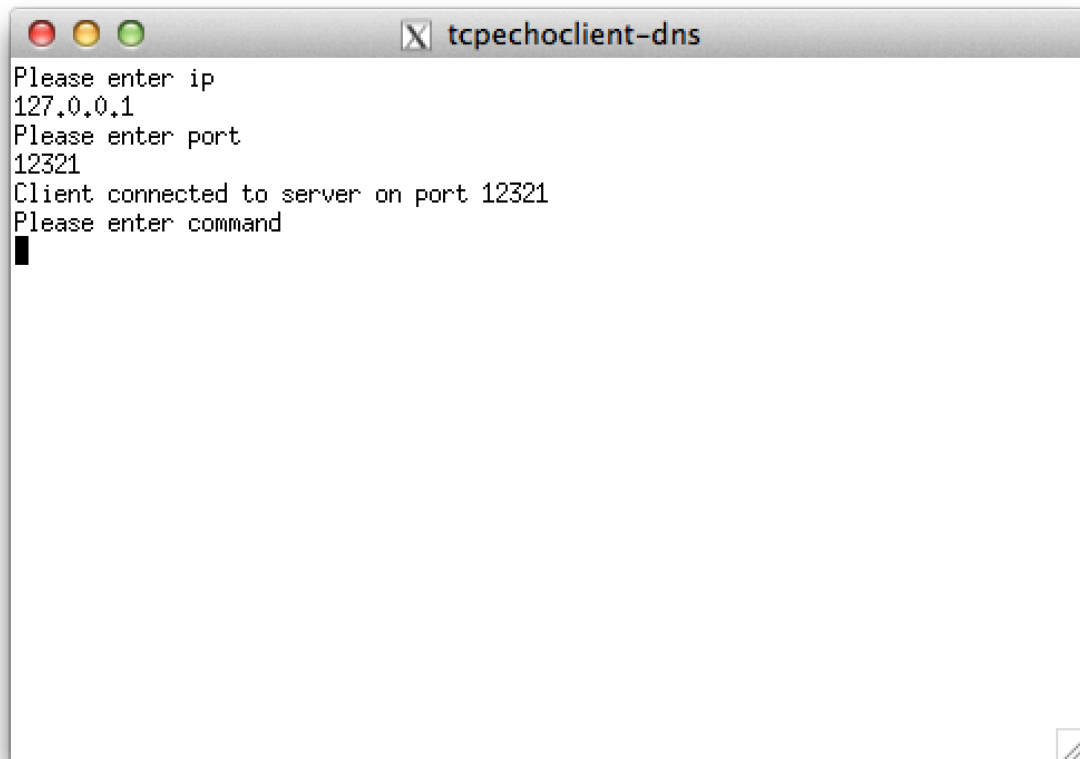 tcpechoclient-dns
Please enter ip
127.0.0.1
Please enter port
12321
Client connected to server on port 12321
Please enter command